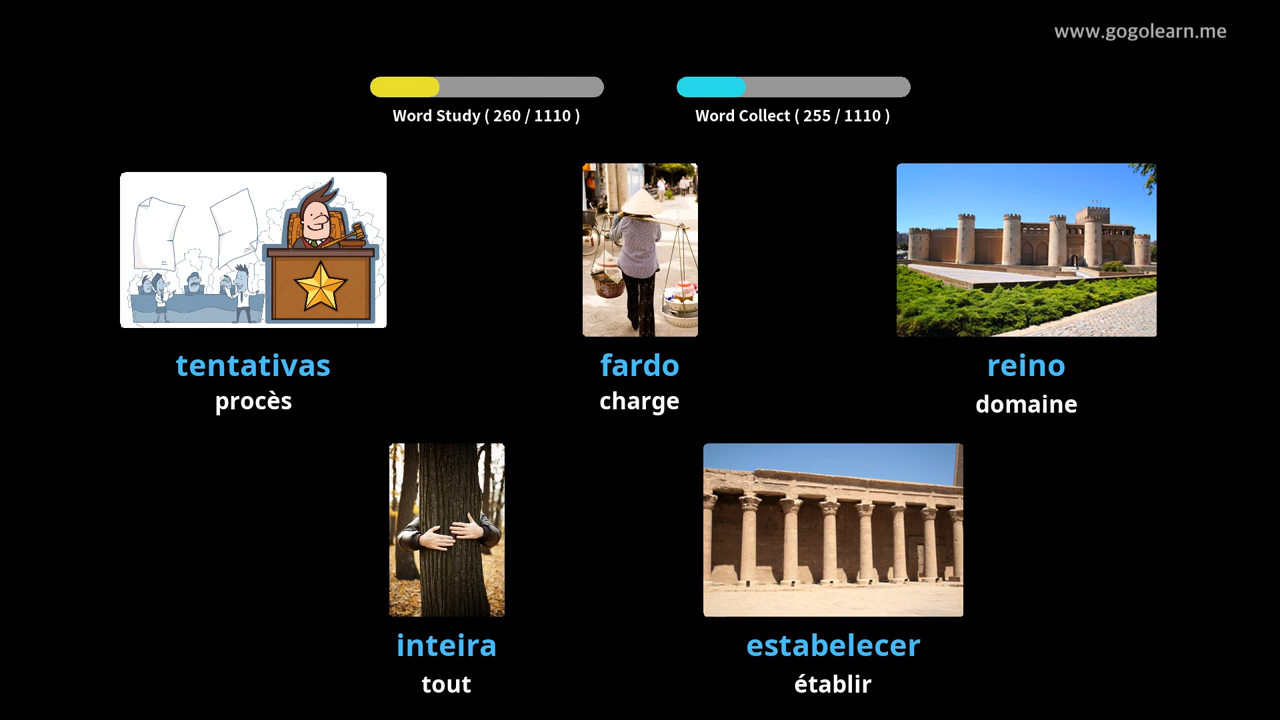 www.gogolearn.me
Word Study ( 260 / 1110 )
Word Collect ( 255 / 1110 )
tentativas
procès
fardo
charge
reino
domaine
inteira
tout
estabelecer
établir